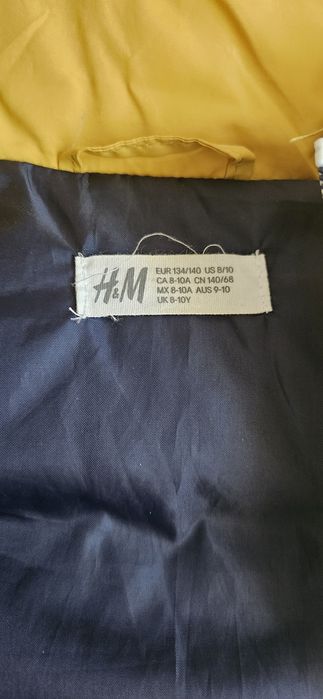 H&M
EUR 134/140 US 8/10
CA 8-10A CN 140/68
MX 8-10A AUS 9-10
UK 8-10Y